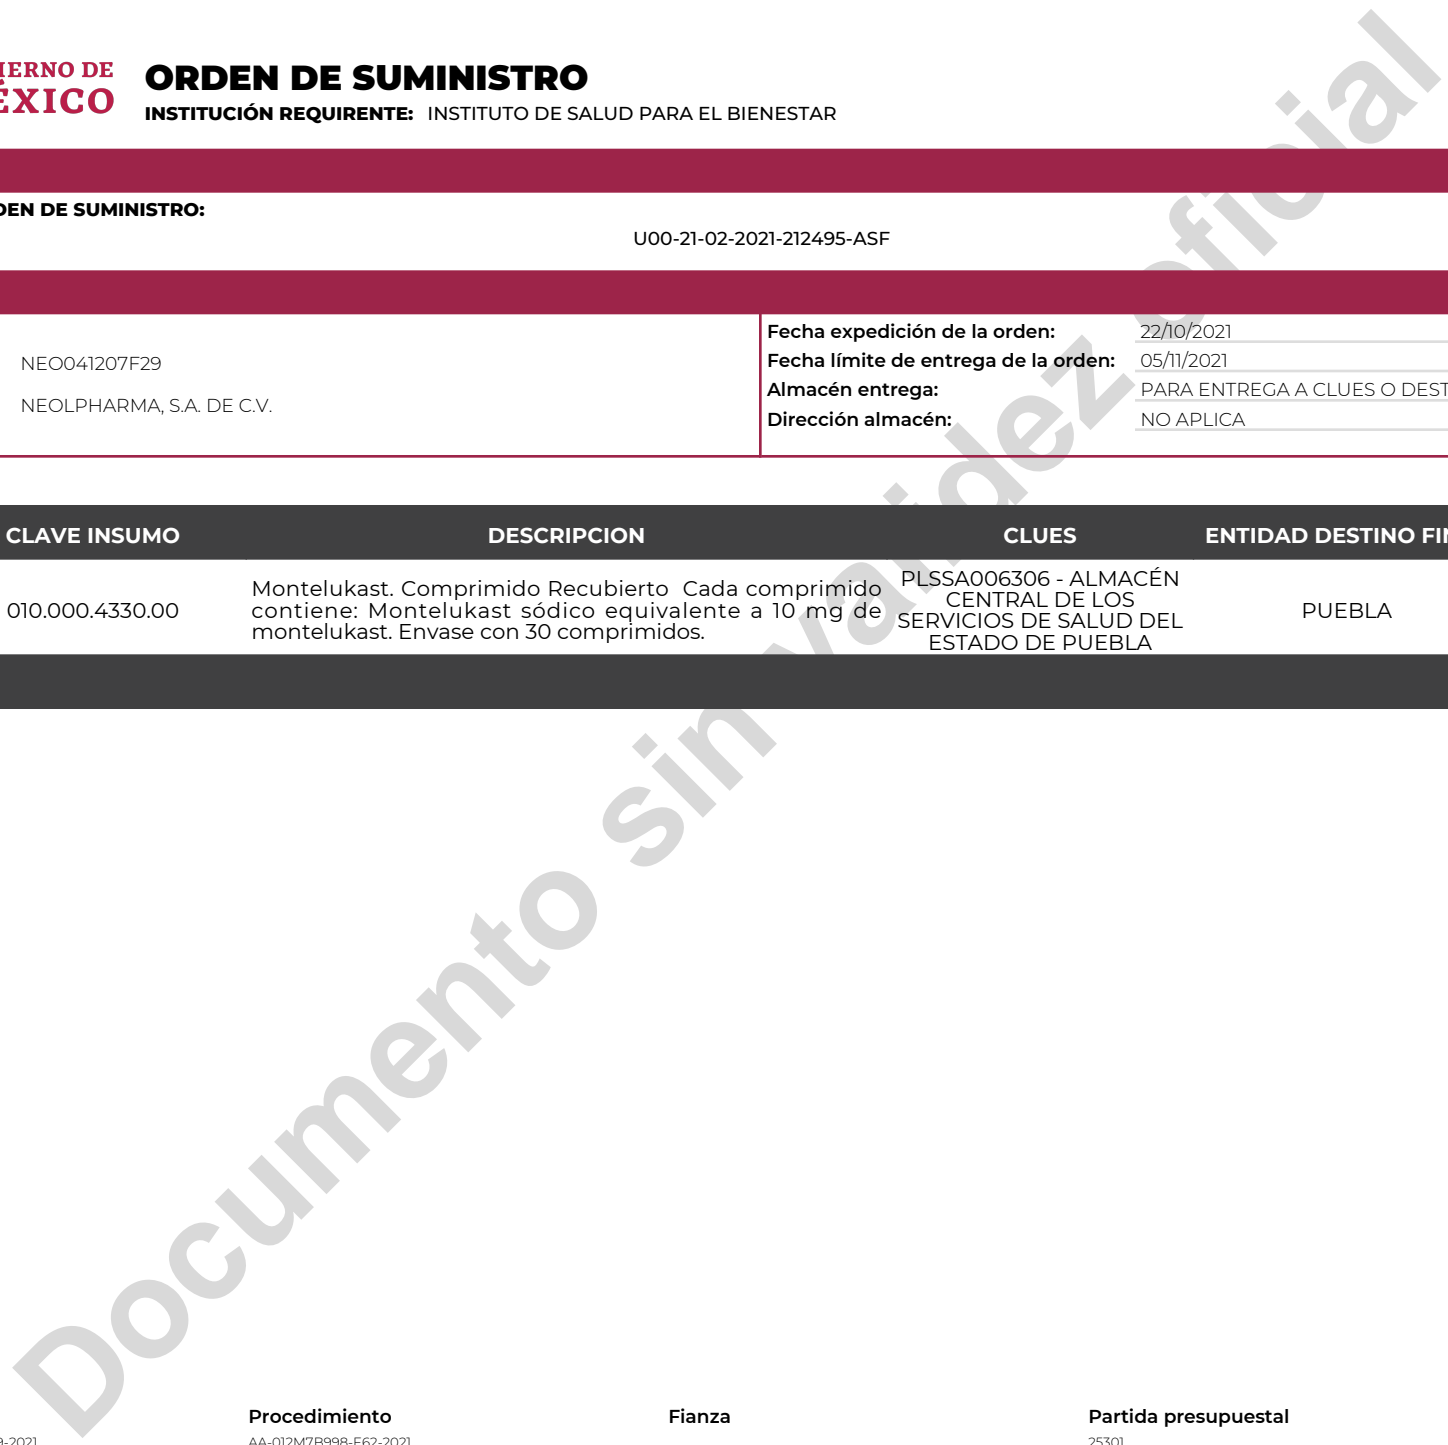 IERNO DE
ÉXICO
ORDEN DE SUMINISTRO
INSTITUCIÓN REQUIRENTE: INSTITUTO DE SALUD PARA EL BIENESTAR
DEN DE SUMINISTRO:
U00-21-02-2021-212495-ASF
NEO041207F29
NEOLPHARMA, S.A. DE C.V.
Fecha expedición de la orden: 22/10/2021
Fecha límite de entrega de la orden: 05/11/2021
Almacén entrega: PARA ENTREGA A CLUES O DEST
Dirección almacén: NO APLICA
CLAVE INSUMO DESCRIPCION CLUES ENTIDAD DESTINO FIN
010.000.4330.00
Montelukast. Comprimido Recubierto Cada comprimido
contiene: Montelukast sódico equivalente a 10 mg de
montelukast. Envase con 30 comprimidos.
PLSSA006306 - ALMACÉN
CENTRAL DE LOS
SERVICIOS DE SALUD DEL
ESTADO DE PUEBLA
PUEBLA
Documento sin validez oficial
Procedimiento Fianza Partida presupuestal
9-2021 AA-012M7B998-E62-2021 25301